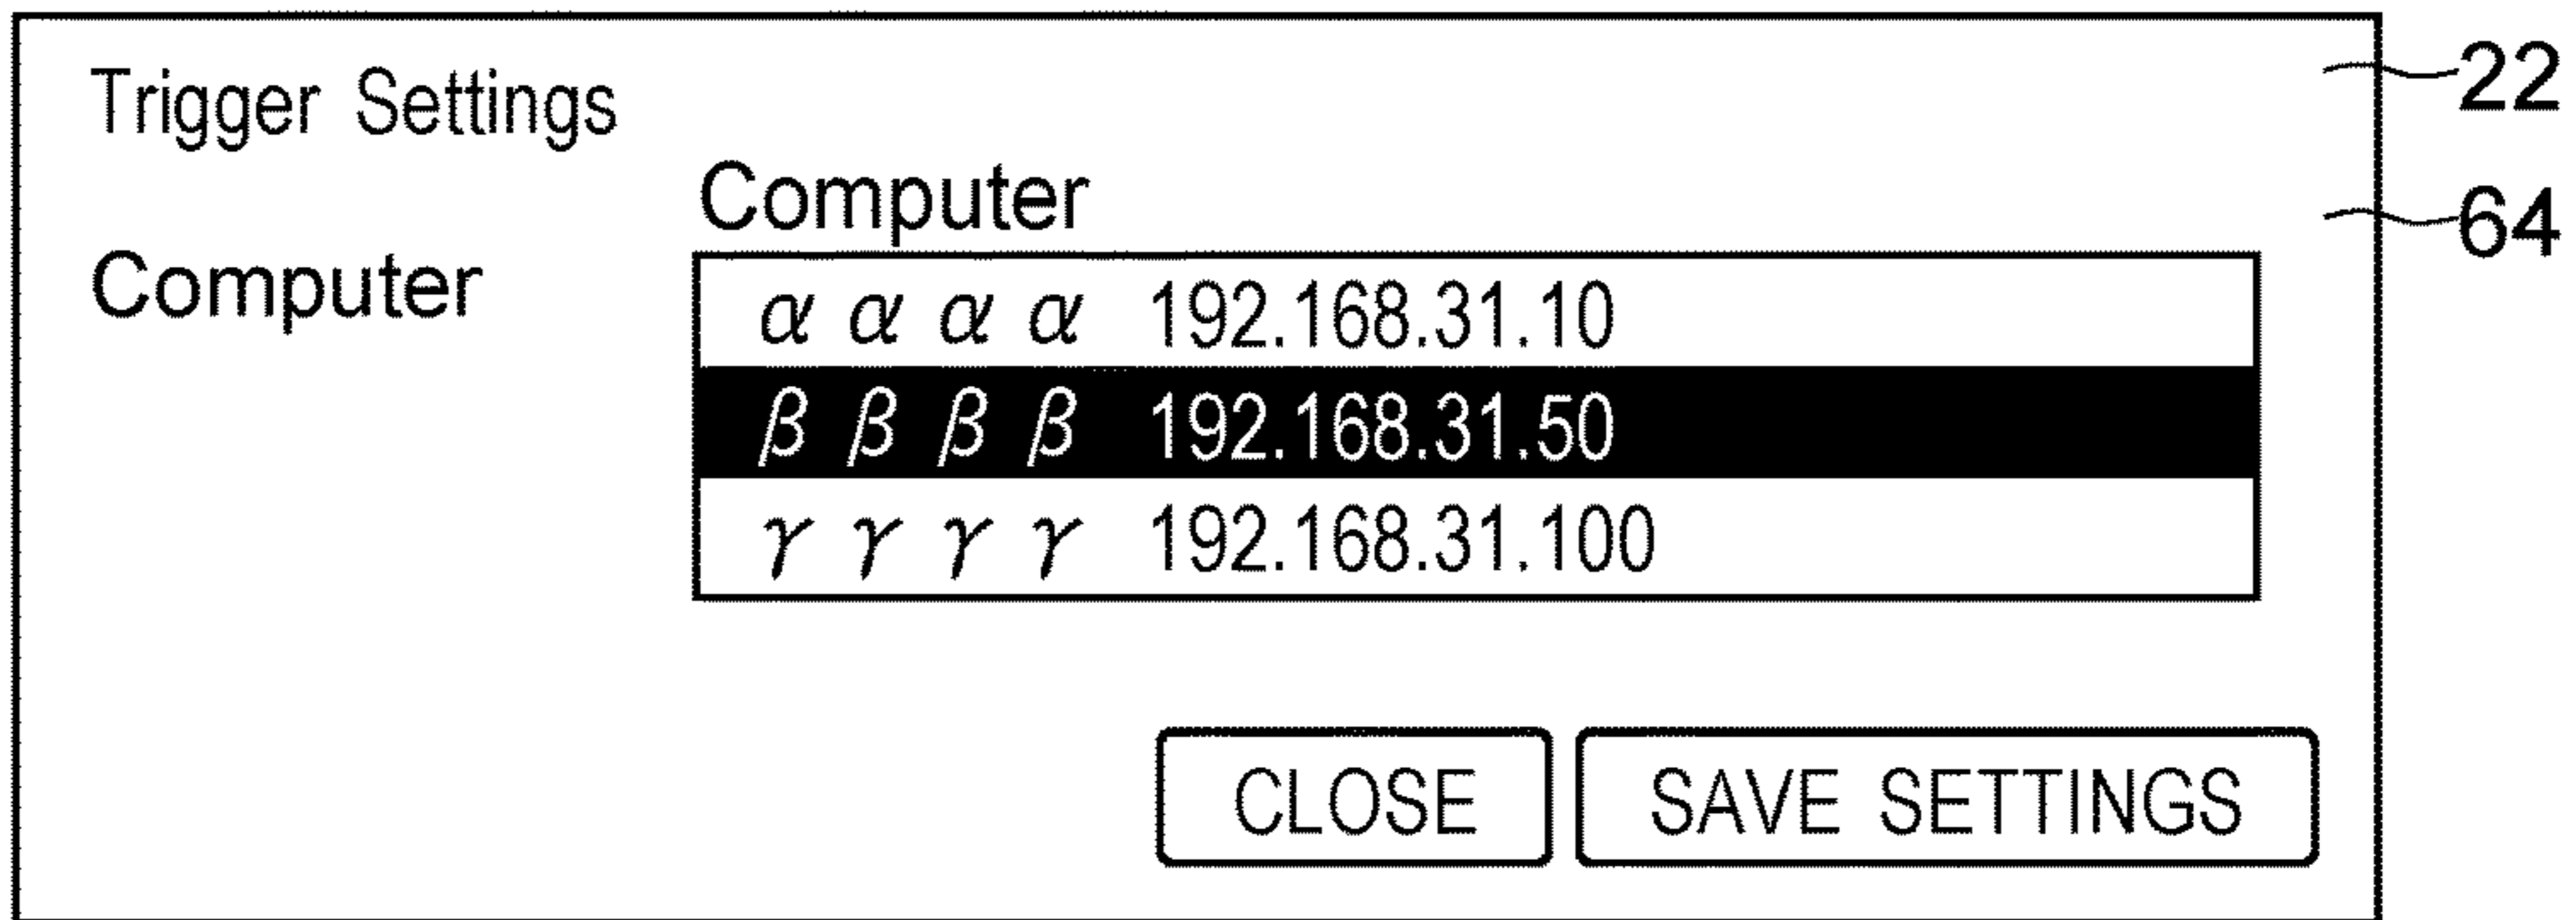 Trigger Settings
22
Computer
64
Computer
α α α α 192.168.31.10
β β β β 192.168.31.50
γ γ γ γ 192.168.31.100
CLOSE
SAVE SETTINGS